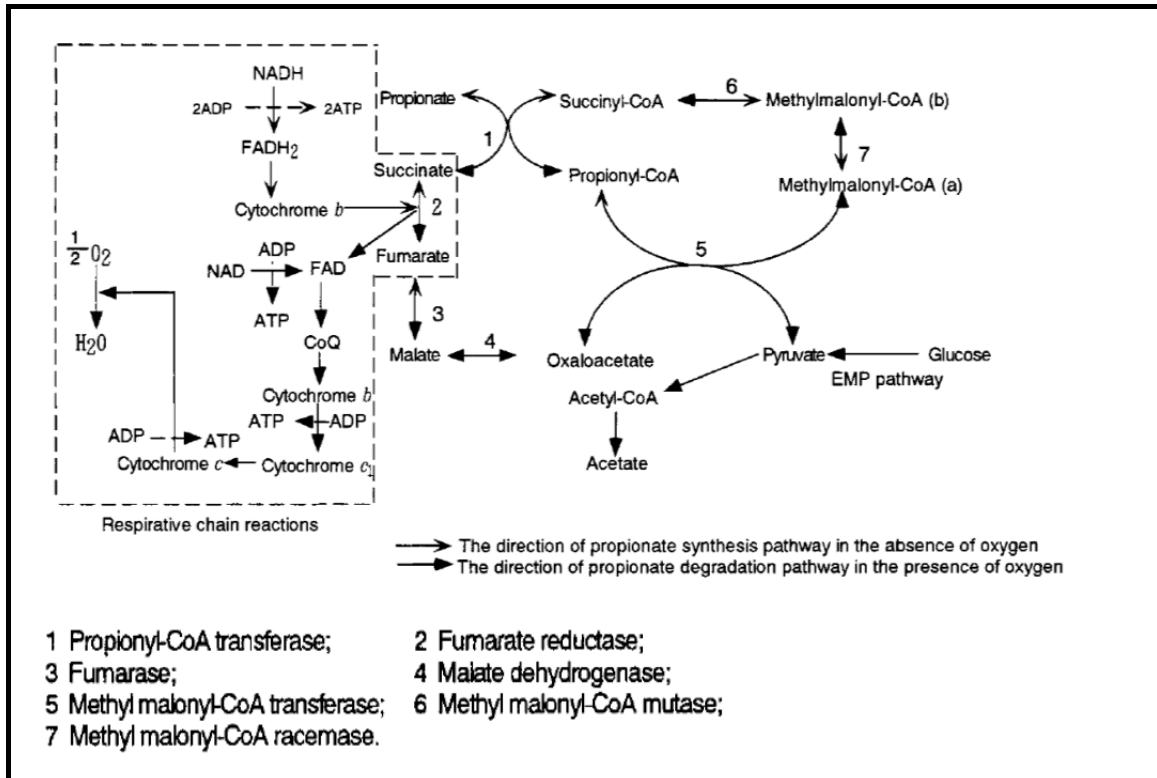 NADH
2ADP 2ATP
FADH2
Cytochrome b
1/2 O2
H2O
ADP
NAD FAD
ATP
CoQ
Cytochrome b
ATP ADP
ADP ATP
Cytochrome c Cytochrome c1
Respirative chain reactions
Propionate
1
Succinyl-CoA
6
Methylmalonyl-CoA (b)
7
Succinate
Propionyl-CoA
Methylmalonyl-CoA (a)
2
5
Fumarate
3
4
Malate
Oxaloacetate
Pyruvate
Glucose
EMP pathway
Acetyl-CoA
Acetate
The direction of propionate synthesis pathway in the absence of oxygen
The direction of propionate degradation pathway in the presence of oxygen
1 Propionyl-CoA transferase; 2 Fumarate reductase;
3 Fumarase; 4 Malate dehydrogenase;
5 Methyl malonyl-CoA transferase; 6 Methyl malonyl-CoA mutase;
7 Methyl malonyl-CoA racemase.